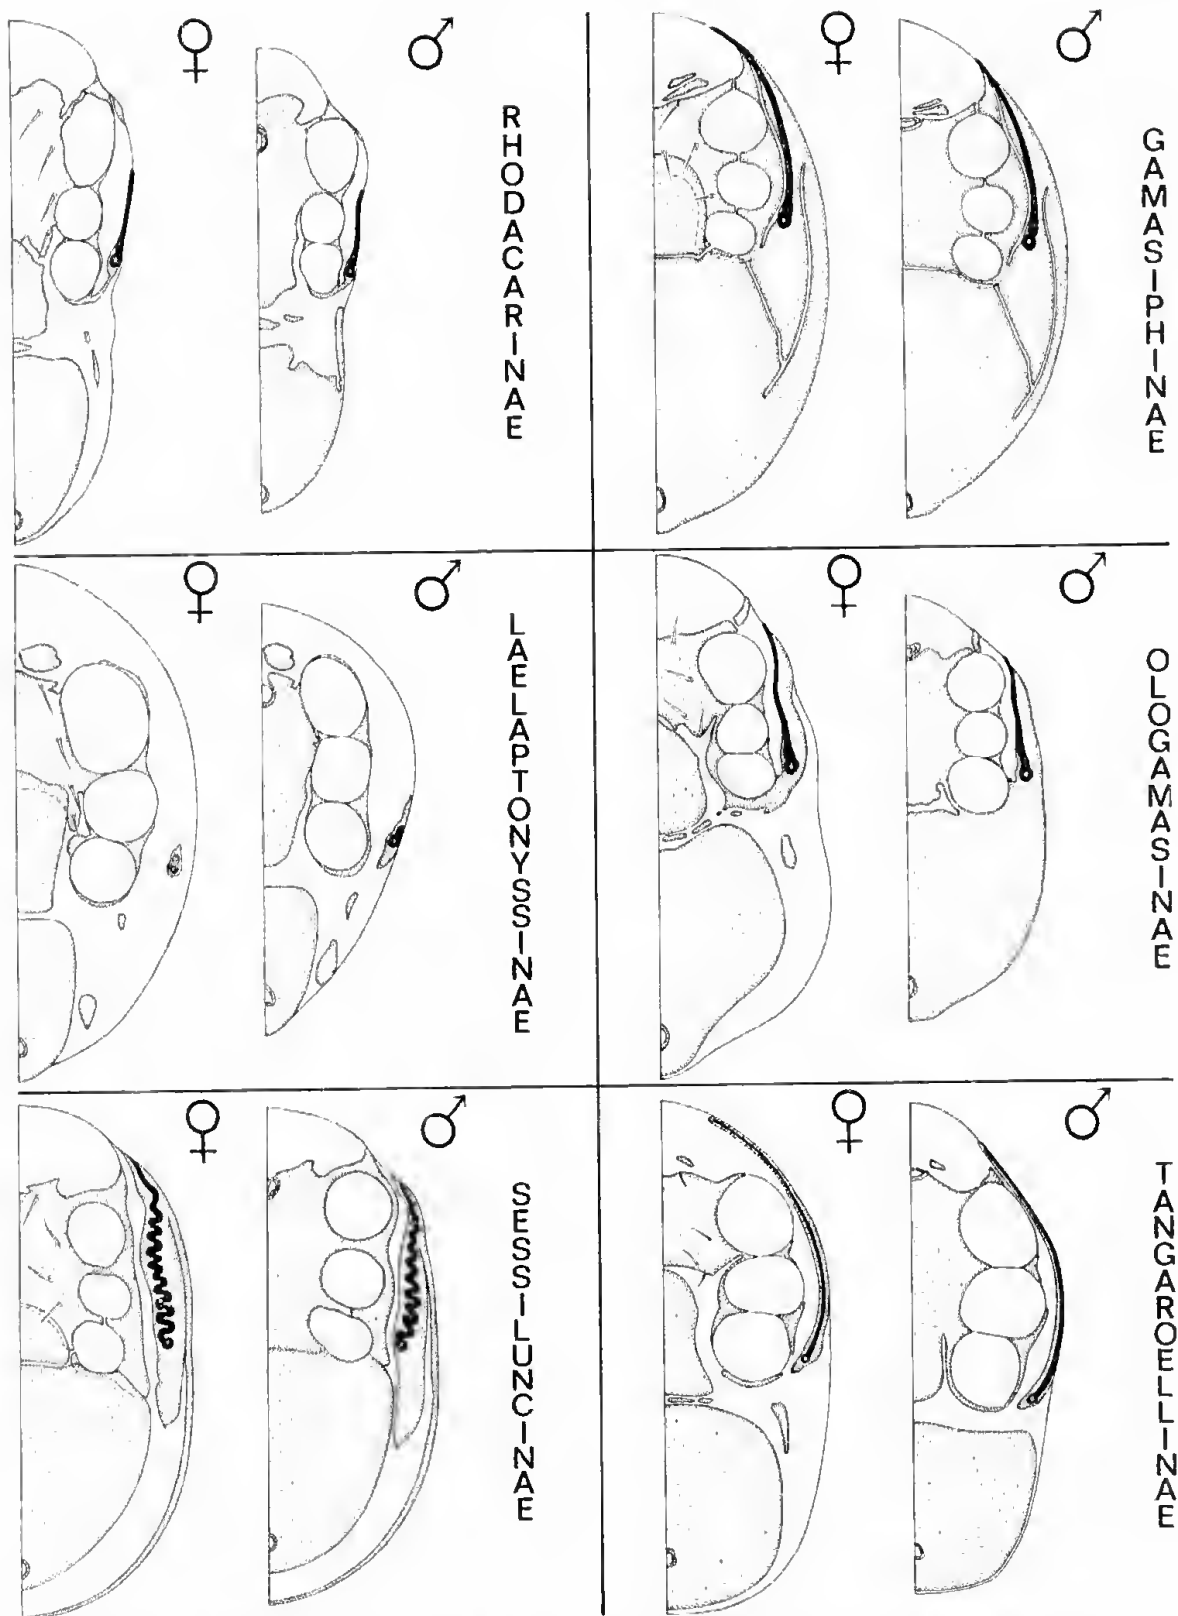 ♀ ♂
RHODACARINAE
♀ ♂
GAMASIPHINAE
♀ ♂
LAELAPTONYSSINAE
♀ ♂
OLOGAMASINAE
♀ ♂
SESSILUNCINAE
♀ ♂
TANGAROELLINAE